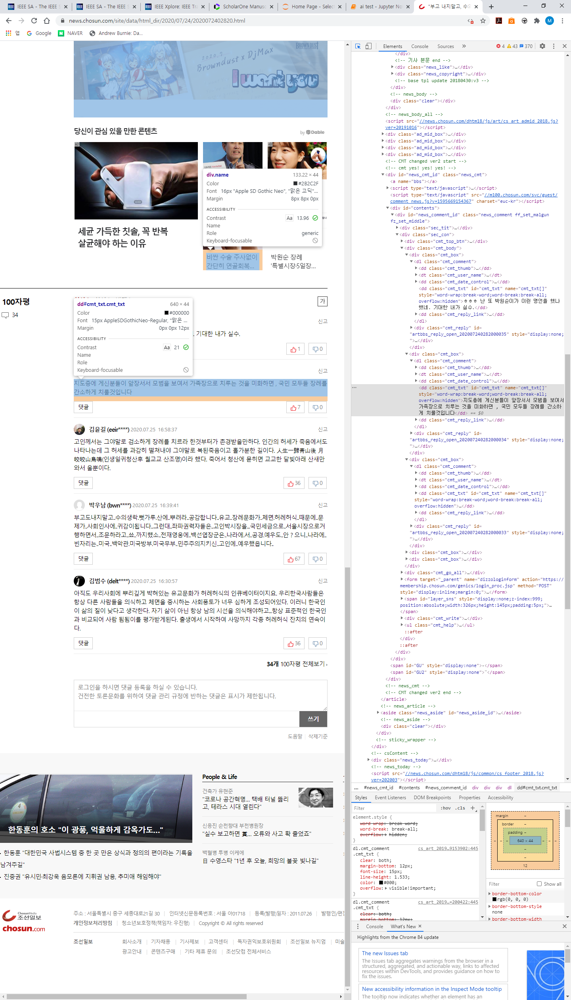 IEEE SA - The IEEE S
IEEE SA - The IEEE S
IEEE Xplore: IEEE Tra
ScholarOne Manusc
Home Page - Select
ai test - Jupyter No
"부고 내지말고, 수의
news.chosun.com/site/data/html_dir/2020/07/24/2020072402820.html
앱
Google
NAVER
Andrew Burnie: Da...
BROWN DUST
2020.7
Browndust x DjMax
I want you
당신이 관심 있을 만한 콘텐츠
by Dable
AD
AD
세균 가득한 칫솔, 꼭 반복
살균해야 하는 이유
div.name 133.22 × 44
Color #2B2C2F
Font 16px "Apple SD Gothic Neo", "맑은 고딕"...
Margin 8px 8px 0px
ACCESSIBILITY
Contrast Aa 13.96
Name
Role generic
Keyboard-focusable
비싼 수술 주사없이
간단히 연골회복...
박원순 장례
'특별시장·5일장...
100자평
34
가
dd#cmt_txt.cmt_txt 640 × 44
Color #000000
Font 15px AppleSDGothicNeo-Regular, "맑은 ...
Margin 0px 0px 12px
ACCESSIBILITY
Contrast Aa 21
Name
Role
Keyboard-focusable
신고
. 기대한 내가 실수.
1 0
신고
지도층에 게신분들이 앞장서서 모범을 보여서 가족장으로 치루는 것을 미화하면 , 국민 모두들 장례를
간소하게 치룰것입니다
댓글 7 0
김윤길 (eeir****) 2020.07.25 16:58:37 신고
고인께서는 그야말로 검소하게 장례를 치르라 한것부터가 존경받을만하다. 인간의 허세가 죽음에서도
나타나는데 그 허세를 과감히 떨쳐내야 그야말로 복된죽음이고 홀가분한 길이다. 人生一歸靑山後 月
皎皎山鳥鳴(인생일귀청산후 월교교 산조명)이라 했다. 죽어서 청산에 묻히면 교교한 달빛아래 산새만
와서 울뿐이다.
댓글 36 0
박우남 (bwn****) 2020.07.25 16:39:41 신고
부고도내지말고..수의생략.뼛가루.산에..뿌려라..공감합니다..유교..장례문화가..체면.허례허식..때문에..문
제가..사회인사에..귀감이됩니다..그런대..좌파권력자들은..고인박시장을...국민세금으로..서울시장으로거
행하면서..조문하라고..쑈..까지했소..전재영웅에..백선엽장군은..나라에서..공경.예우도..안 ? 으니..나라에..
빈자리는..미국..백악관.미국방부.미국무부..민주주의지키신..고인에..예우했읍니다..
댓글 67 0
김범수 (delt****) 2020.07.25 16:30:57 신고
아직도 우리사회에 뿌리깊게 박혀있는 유교문화가 허례허식의 인큐베이터이지요. 우리한국사람들은
항상 다른 사람들을 의식하고 체면을 중시하는 사회풍토가 너무 심하게 조성되어있다. 이러니 한국인
이 삶의 질이 낮다고 생각한다. 자기 삶이 아닌 항상 남의 시선을 의식해야하고...항상 표준적인 한국인
과 비교되어 사람 됨됨이를 평가받게된다. 출생에서 시작하여 사망까지 각종 허례허식 잔치의 연속이
다.
댓글 36 0
34개 100자평 전체보기
로그인을 하시면 댓글 등록을 하실 수 있습니다.
건전한 토론문화를 위하여 댓글 관리 규정에 반하는 댓글은 표시가 제한됩니다.
쓰기
도움말 삭제기준
한동훈의 호소 "이 광풍, 억울하게 감옥가도..."
· 한동훈 "대한민국 사법시스템 중 한 곳 만은 상식과 정의의 편이라는 기록을
남겨주길"
· 진중권 "유시민·최강욱 음모론에 지휘권 남용, 추미애 해임해야"
People & Life
건축가 유현준
"코로나 공간혁명... 택배 터널 뚫리
고, 테라스 시대 열린다"
신응진 순천향대 부천병원장
"실수 보고하면 賞... 오류와 사고 확 줄었죠"
백혈병 투병 이케에
日 수영스타 "1년 후 오늘, 희망의 불꽃 빛나길"
ChosunMedia
조선일보
chosun.com
주소 : 서울특별시 중구 세종대로21길 30 인터넷신문등록번호 : 서울 아01718 등록(발행)일자 : 2011.07.26 발행인/편집
개인정보처리방침 청소년보호정책(책임자: 우진형) Copyright © All rights reserved
조선일보 회사소개 기자채용 기사제보 고객센터 독자권익보호위원회 조선일보 뉴지엄 미술
광고안내 콘텐츠구매 기타 제휴 문의 조선닷컴 전체서비스
Elements Console Sources » 4 43 370
</div>
<!-- 기사 본문 end -->
<div class="news_like">…</div>
<div class="news_copyright">…</div>
<!-- base tpl update 20180430:v3 -->
</div>
<!-- news_body -->
<div class="clear"></div>
</div>
<!-- news_body_all -->
<script src="//news.chosun.com/dhtm18/js/art/cs_art_admid_2018.js?
ver=20191016"></script>
<div class="ad_mid_box">…</div>
<div class="ad_mid_box">…</div>
<div class="ad_mid_box">…</div>
<div class="ad_mid_box">…</div>
<!-- CMT changed ver2 start -->
<!-- cmt yes! yes! yes! -->
<div id="news_cmt_id" class="news_cmt">
<a name="bbs"></a>
<script type="text/javascript">…</script>
<script type="text/javascript" src="//m100.chosun.com/svc/guest/
comment_news.js?v=1595669154367" charset="euc-kr"></script>
<div id="contents">
<div id="news_comment_id" class="news_comment ff_set_malgun
fz_set_middle">
<div class="sec_tit">…</div>
<div class="sec_con">
<div class="cmt_top_btn">…</div>
<div class="cmt_body">
<div class="cmt_box">
<dl class="cmt_comment">
<dd class="cmt_thumb">…</dd>
<dt class="cmt_user_name">…</dt>
<dd class="cmt_date_control">…</dd>
<dd class="cmt_txt" id="cmt_txt" name="cmt_txt[]"
style="word-wrap:break-word;word-break:break-all;
overflow:hidden">ㅎㅎㅎ 난 또 박원순이가 이런 명언을 했나
했네. 기대한 내가 실수.</dd>
<dd class="cmt_reply_link">…</dd>
</dl>
<div class="cmt_reply" id=
"artbbs_reply_open_202007240282000035" style="display:none;
">…</div>
</div>
<div class="cmt_box">
<dl class="cmt_comment">
<dd class="cmt_thumb">…</dd>
<dt class="cmt_user_name">…</dt>
<dd class="cmt_date_control">…</dd>
<dd class="cmt_txt" id="cmt_txt" name="cmt_txt[]"
style="word-wrap:break-word;word-break:break-all;
overflow:hidden">지도층에 게신분들이 앞장서서 모범을 보여서
가족장으로 치루는 것을 미화하면 , 국민 모두들 장례를 간소하
게 치룰것입니다</dd> == $0
<dd class="cmt_reply_link">…</dd>
</dl>
<div class="cmt_reply" id=
"artbbs_reply_open_202007240282000034" style="display:none;
">…</div>
</div>
<div class="cmt_box">
<dl class="cmt_comment">
<dd class="cmt_thumb">…</dd>
<dt class="cmt_user_name">…</dt>
<dd class="cmt_date_control">…</dd>
<dd class="cmt_txt" id="cmt_txt" name="cmt_txt[]"
style="word-wrap:break-word;word-break:break-all;
overflow:hidden">…</dd>
<dd class="cmt_reply_link">…</dd>
</dl>
<div class="cmt_reply" id=
"artbbs_reply_open_202007240282000033" style="display:none;
">…</div>
</div>
<div class="cmt_box">…</div>
<div class="cmt_box">…</div>
</div>
<div class="cmt_go_all">…</div>
<form target="_parent" name="dizzologinform" action="https://
membership.chosun.com/genics/login_proc.jsp" method="POST"
style="display:inline;margin:0;">…</form>
<span id="layer_sns" style="display:none;z-index:999;
position:absolute;width:326px;height:145px;padding:5px;">…
</span>
<div class="cmt_write">…</div>
<ul class="cmt_help">…</ul>
::after
</div>
::after
</div>
</div>
<span id="GU" style="display:none">·</span>
<span id="GU2" style="display:none">¨</span>
</div>
<!-- news_cmt -->
<!-- CMT changed ver2 end -->
</article>
<!-- news_article -->
<aside class="news_aside" id="news_aside_id">…</aside>
<!-- news_aside -->
<div class="clear"></div>
</div>
<!-- sticky_wrapper -->
</div>
<!-- csContent -->
<div class="news_today">…</div>
<!-- news_today -->
<script src="//news.chosun.com/dhtm18/js/common/cs_footer_2018.js?
ver=202003"></script>
... #news_cmt_id #contents #news_comment_id div div div dl dd#cmt_txt.cmt_txt
Styles Event Listeners DOM Breakpoints Properties Accessibility
Filter :hov .cls +
element.style {
word-wrap: break-word;
word-break: break-all;
overflow: hidden;
}
dl.cmt_comment cs_art_2019…9153902:445
.cmt_txt {
clear: both;
margin-bottom: 12px;
font-size: 15px;
line-height: 1.533;
color: #000;
overflow: visible!important;
}
dl.cmt_comment cs_art_2019…=200422:445
.cmt_txt {
clear: both;
margin-bottom: 12px;
margin –
border –
padding –
– – – 640 × 44 – – –
–
–
12
Filter Show all
border-bottom-color
rgb(0, 0, 0)
border-bottom-style
none
border-bottom-width
Console What's New ×
Highlights from the Chrome 84 update
The new Issues tab
The Issues tab aggregates warnings from the browser in a
structured, aggregated, and actionable way, links to affected
resources within DevTools, and provides guidance on how to
fix the issues.
New accessibility information in the Inspect Mode tooltip
The tooltip now indicates whether an element has an